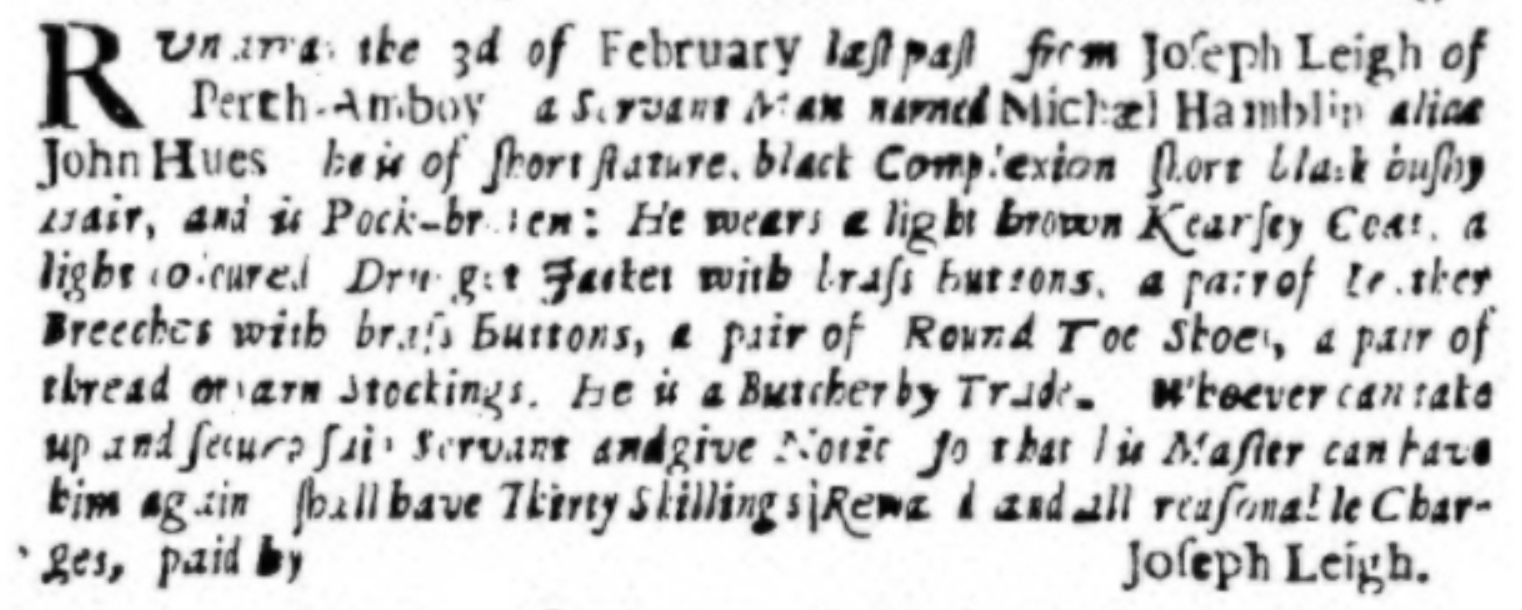 RUn away the 3d of February laſt paſt from Joſeph Leigh of
Perth-Amboy a Servant Man named Michæl Hamblin alias
John Hues he is of ſhort ſtature, black Complexion ſhort black buſhy
Hair, and is Pock-broken: He wears a light brown Kearſey Coat, a
light coloured Drugget Jacket with braſs Buttons, a pair of Leather
Breeches with braſs Buttons, a pair of Round Toe Shoes, a pair of
thread or yarn Stockings. He is a Butcher by Trade. Whoever can take
up and ſecure ſaid Servant and give Notice ſo that his Maſter can have
him again ſhall have Thirty Shillings Reward and all reaſonable Char-
ges, paid by Joſeph Leigh.